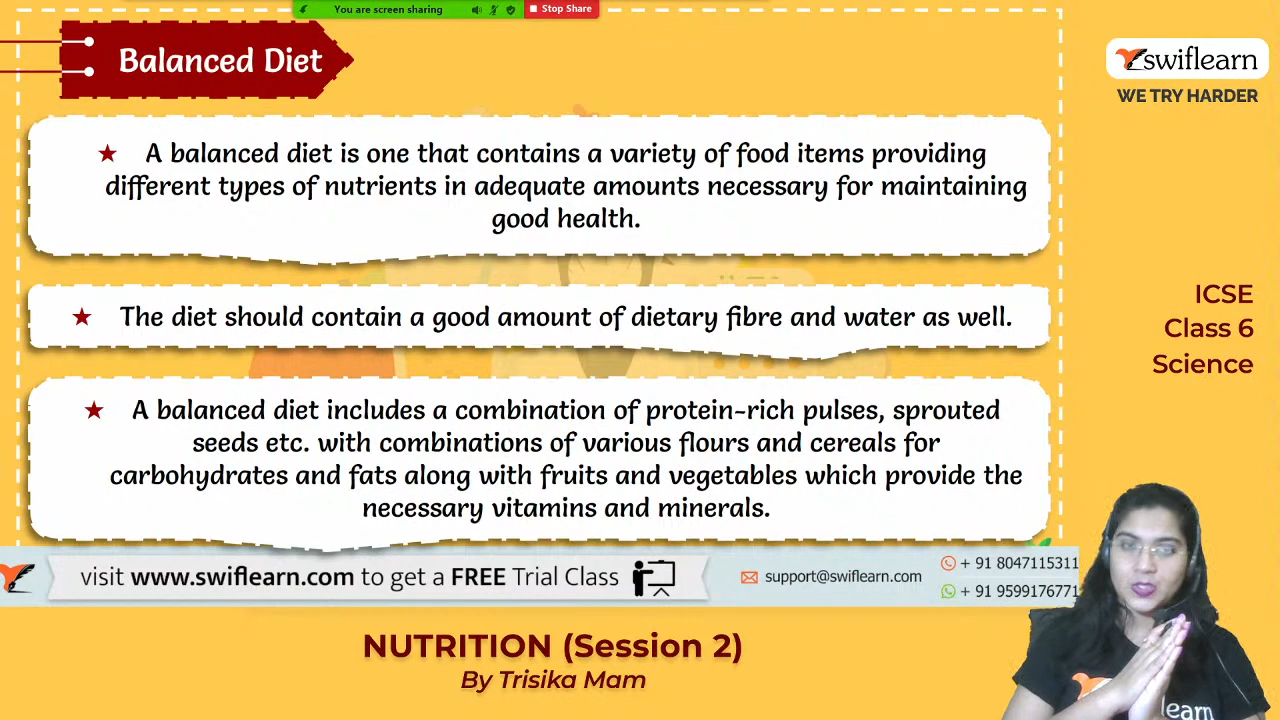 You are screen sharing
Stop Share
Balanced Diet
swiflearn
WE TRY HARDER
★ A balanced diet is one that contains a variety of food items providing
different types of nutrients in adequate amounts necessary for maintaining
good health.
★ The diet should contain a good amount of dietary fibre and water as well.
ICSE
Class 6
Science
★ A balanced diet includes a combination of protein-rich pulses, sprouted
seeds etc. with combinations of various flours and cereals for
carbohydrates and fats along with fruits and vegetables which provide the
necessary vitamins and minerals.
visit www.swiflearn.com to get a FREE Trial Class
support@swiflearn.com
+ 91 8047115311
+ 91 9599176771
NUTRITION (Session 2)
By Trisika Mam
learn